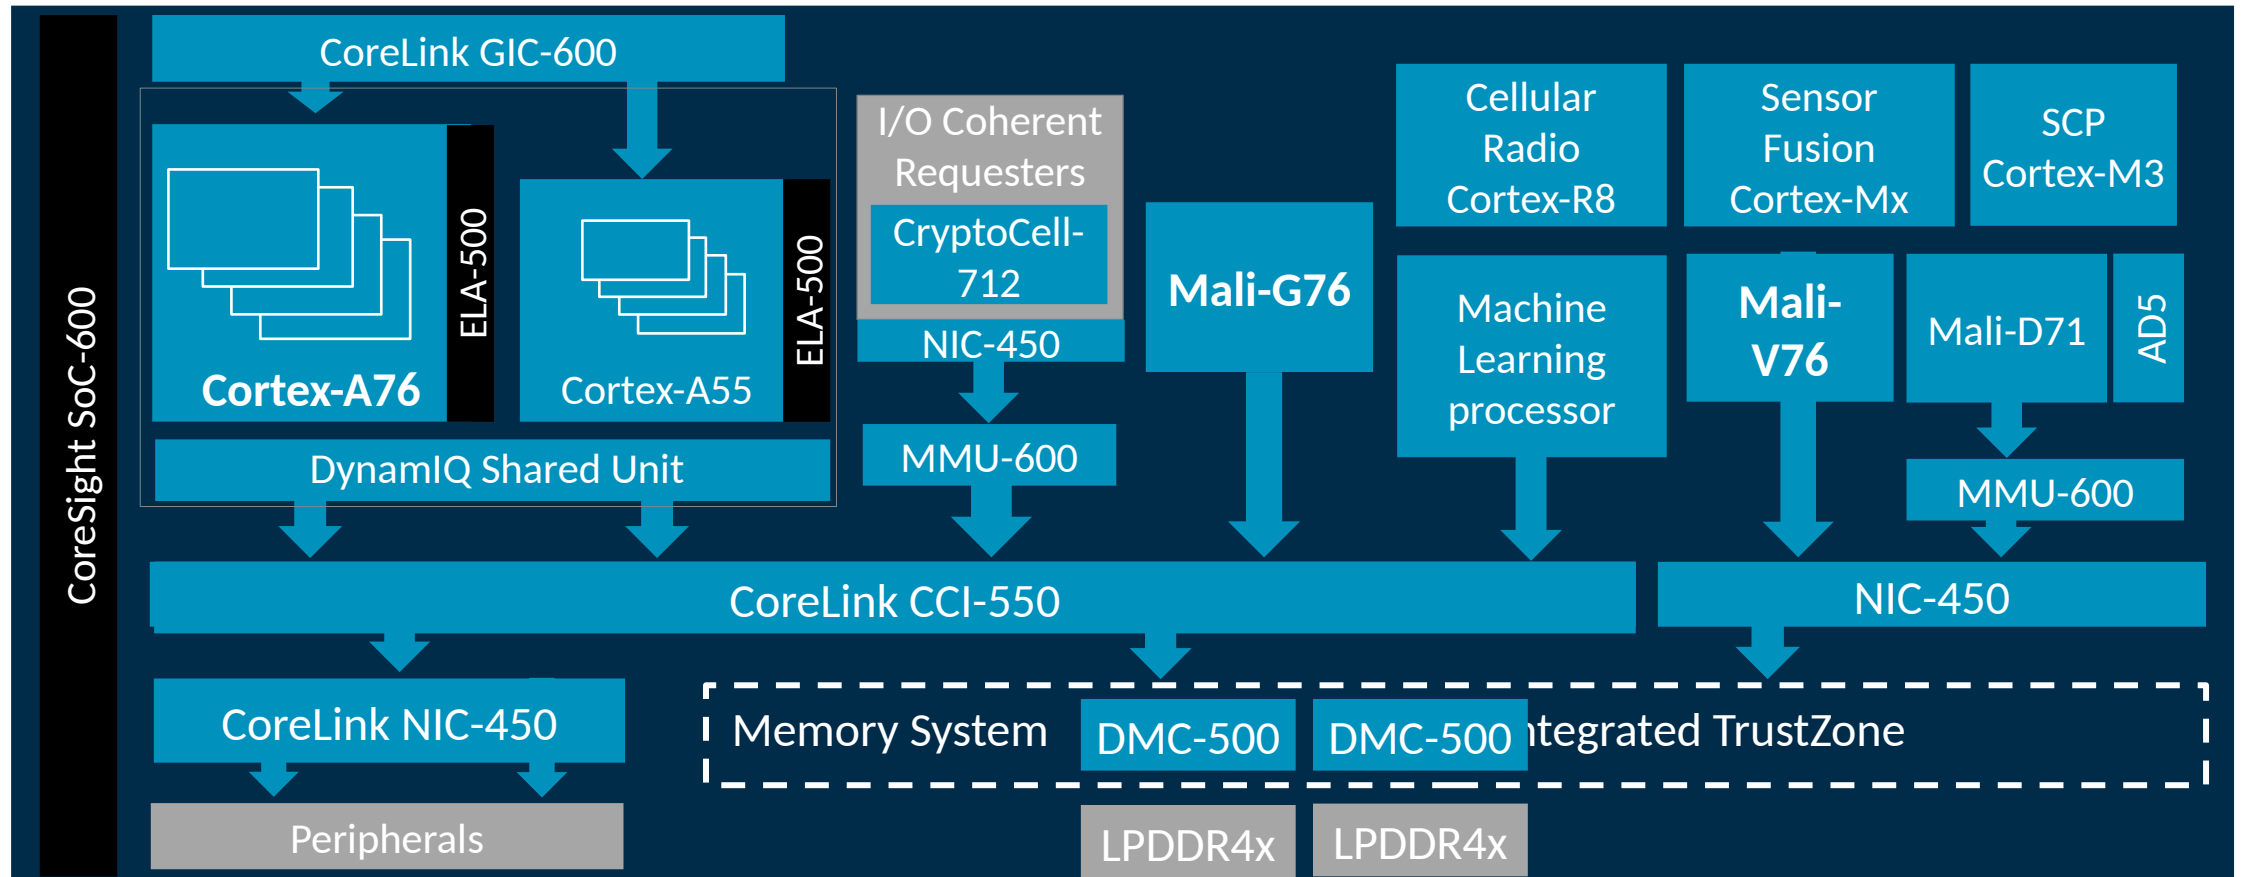 CoreSight SoC-600
CoreLink GIC-600
ELA-500
Cortex-A76
ELA-500
Cortex-A55
DynamIQ Shared Unit
I/O Coherent
Requesters
CryptoCell-
712
NIC-450
MMU-600
Mali-G76
Cellular
Radio
Cortex-R8
Sensor
Fusion
Cortex-Mx
SCP
Cortex-M3
Machine
Learning
processor
Mali-
V76
Mali-D71
AD5
MMU-600
CoreLink CCI-550
NIC-450
CoreLink NIC-450
Memory System
DMC-500
DMC-500
ntegrated TrustZone
Peripherals
LPDDR4x
LPDDR4x